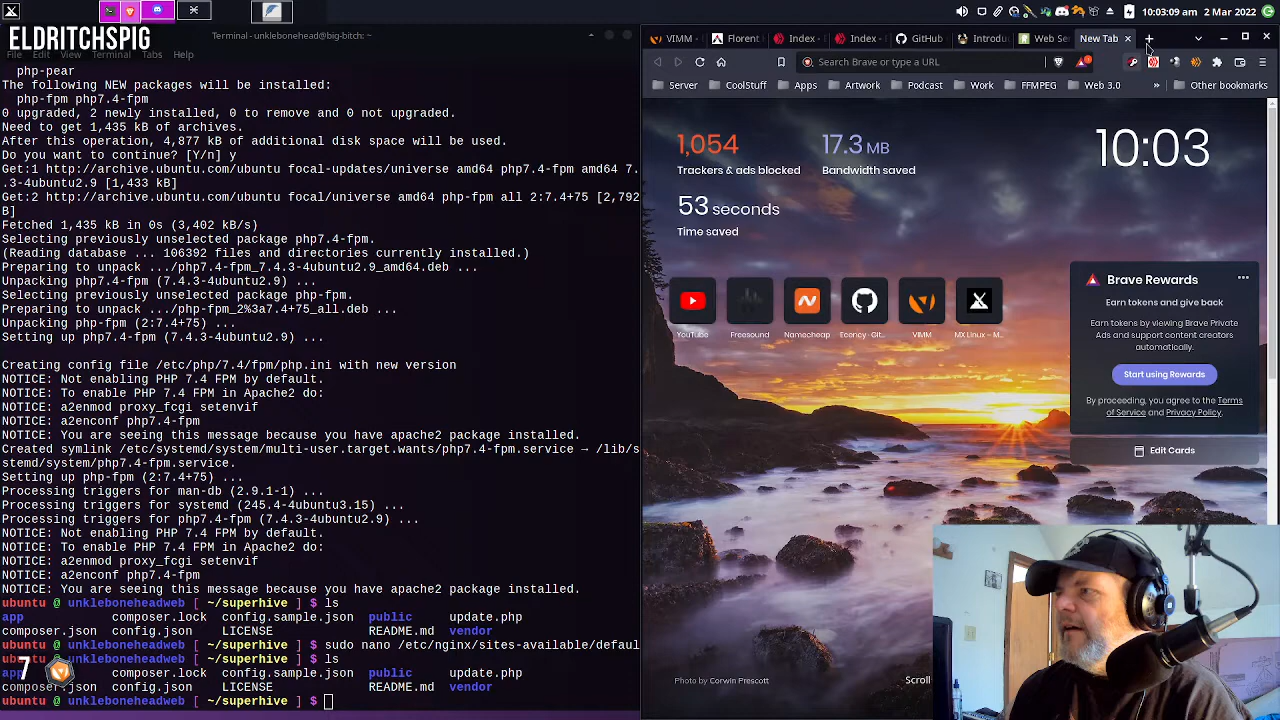 10:03:09 am
2 Mar 2022
ELDRITCHSPIG
Terminal - unklebonehead@big-bitch: ~
File Edit View Terminal Tabs Help
php-pear
The following NEW packages will be installed:
php-fpm php7.4-fpm
0 upgraded, 2 newly installed, 0 to remove and 0 not upgraded.
Need to get 1,435 kB of archives.
After this operation, 4,877 kB of additional disk space will be used.
Do you want to continue? [Y/n] y
Get:1 http://archive.ubuntu.com/ubuntu focal-updates/universe amd64 php7.4-fpm amd64 7.
.3-4ubuntu2.9 [1,433 kB]
Get:2 http://archive.ubuntu.com/ubuntu focal/universe amd64 php-fpm all 2:7.4+75 [2,792
B]
Fetched 1,435 kB in 0s (3,402 kB/s)
Selecting previously unselected package php7.4-fpm.
(Reading database ... 106392 files and directories currently installed.)
Preparing to unpack .../php7.4-fpm_7.4.3-4ubuntu2.9_amd64.deb ...
Unpacking php7.4-fpm (7.4.3-4ubuntu2.9) ...
Selecting previously unselected package php-fpm.
Preparing to unpack .../php-fpm_2%3a7.4+75_all.deb ...
Unpacking php-fpm (2:7.4+75) ...
Setting up php7.4-fpm (7.4.3-4ubuntu2.9) ...
Creating config file /etc/php/7.4/fpm/php.ini with new version
NOTICE: Not enabling PHP 7.4 FPM by default.
NOTICE: To enable PHP 7.4 FPM in Apache2 do:
NOTICE: a2enmod proxy_fcgi setenvif
NOTICE: a2enconf php7.4-fpm
NOTICE: You are seeing this message because you have apache2 package installed.
Created symlink /etc/systemd/system/multi-user.target.wants/php7.4-fpm.service → /lib/s
stemd/system/php7.4-fpm.service.
Setting up php-fpm (2:7.4+75) ...
Processing triggers for man-db (2.9.1-1) ...
Processing triggers for systemd (245.4-4ubuntu3.15) ...
Processing triggers for php7.4-fpm (7.4.3-4ubuntu2.9) ...
NOTICE: Not enabling PHP 7.4 FPM by default.
NOTICE: To enable PHP 7.4 FPM in Apache2 do:
NOTICE: a2enmod proxy_fcgi setenvif
NOTICE: a2enconf php7.4-fpm
NOTICE: You are seeing this message because you have apache2 package installed.
ubuntu @ unkleboneheadweb [ ~/superhive ] $ ls
app composer.lock config.sample.json public update.php
composer.json config.json LICENSE README.md vendor
ubuntu @ unkleboneheadweb [ ~/superhive ] $ sudo nano /etc/nginx/sites-available/defaul
ubuntu @ unkleboneheadweb [ ~/superhive ] $ ls
app composer.lock config.sample.json public update.php
composer.json config.json LICENSE README.md vendor
ubuntu @ unkleboneheadweb [ ~/superhive ] $
7
VIMM - Florent Index - Index - GitHub Introdu Web Se New Tab
Search Brave or type a URL
Server CoolStuff Apps Artwork Podcast Work FFMPEG Web 3.0 » Other bookmarks
1,054
Trackers & ads blocked
17.3 MB
Bandwidth saved
53 seconds
Time saved
10:03
YouTube
Freesound
Namecheap
Ecency·Git...
VIMM
MX Linux – M...
Brave Rewards
Earn tokens and give back
Earn tokens by viewing Brave Private
Ads and support content creators
automatically.
Start using Rewards
By proceeding, you agree to the Terms
of Service and Privacy Policy.
Edit Cards
Photo by Corwin Prescott
Scroll